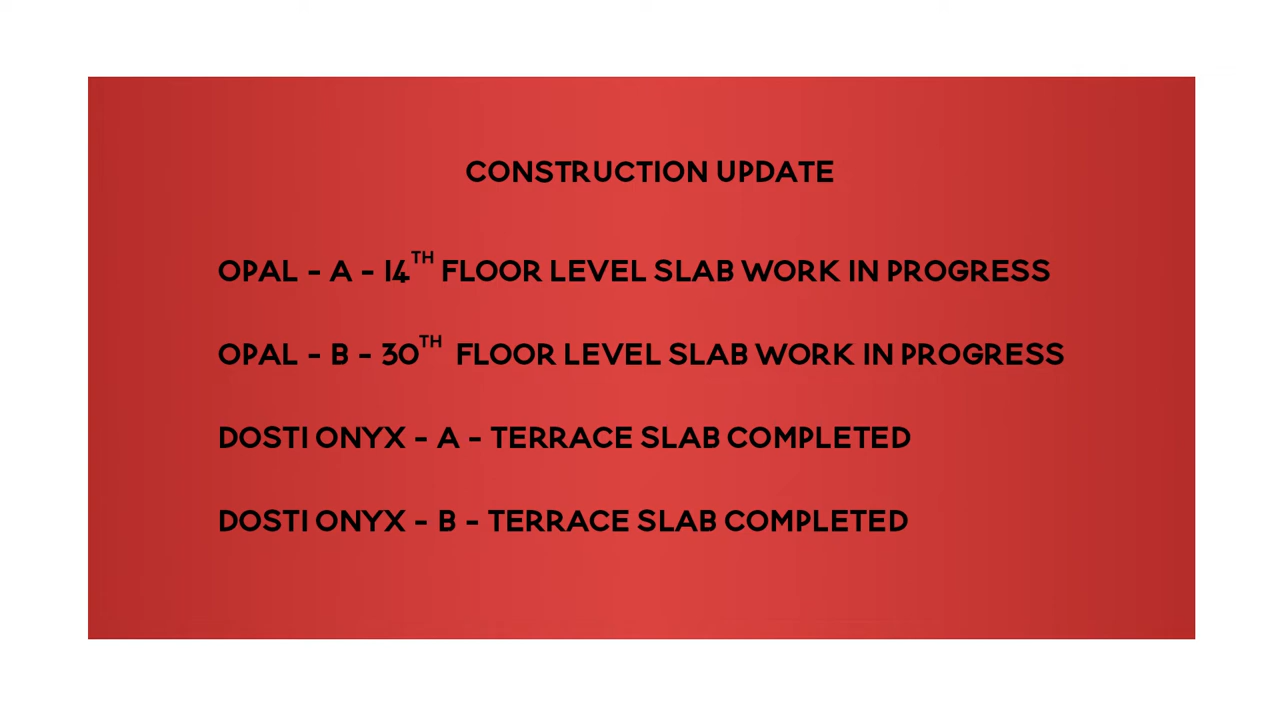 CONSTRUCTION UPDATE
OPAL - A - 14TH FLOOR LEVEL SLAB WORK IN PROGRESS
OPAL - B - 30TH FLOOR LEVEL SLAB WORK IN PROGRESS
DOSTI ONYX - A - TERRACE SLAB COMPLETED
DOSTI ONYX - B - TERRACE SLAB COMPLETED